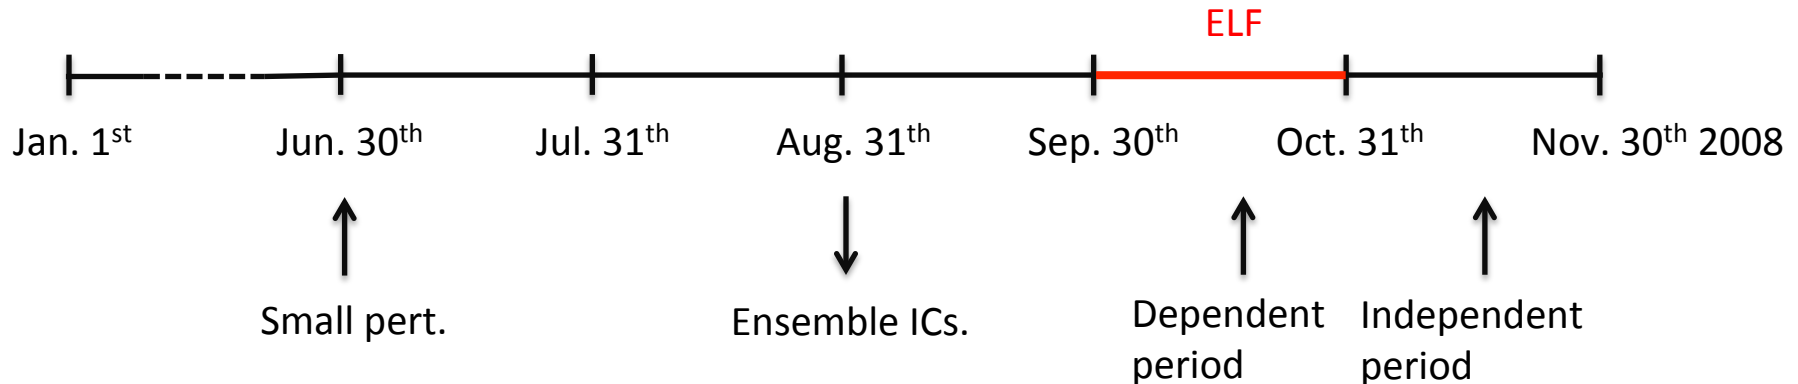 ELF
Jan. 1st
Jun. 30th
Jul. 31th
Aug. 31th
Sep. 30th
Oct. 31th
Nov. 30th 2008
Small pert.
Ensemble ICs.
Dependent
period
Independent
period